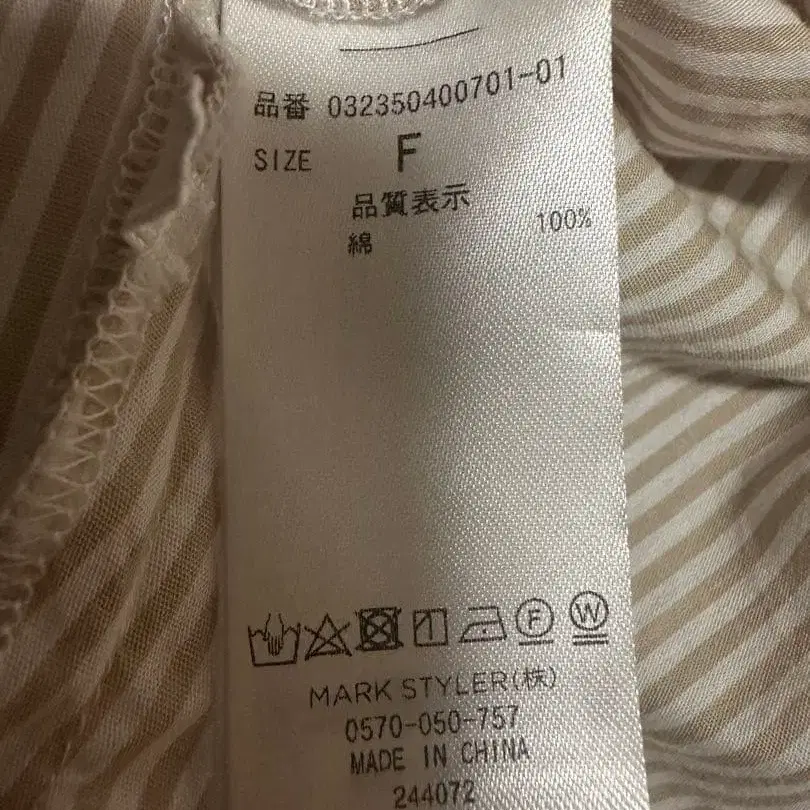 品番 032350400701-01
SIZE F
品質表示
綿 100%
F W
MARK STYLER(株)
0570-050-757
MADE IN CHINA
244072